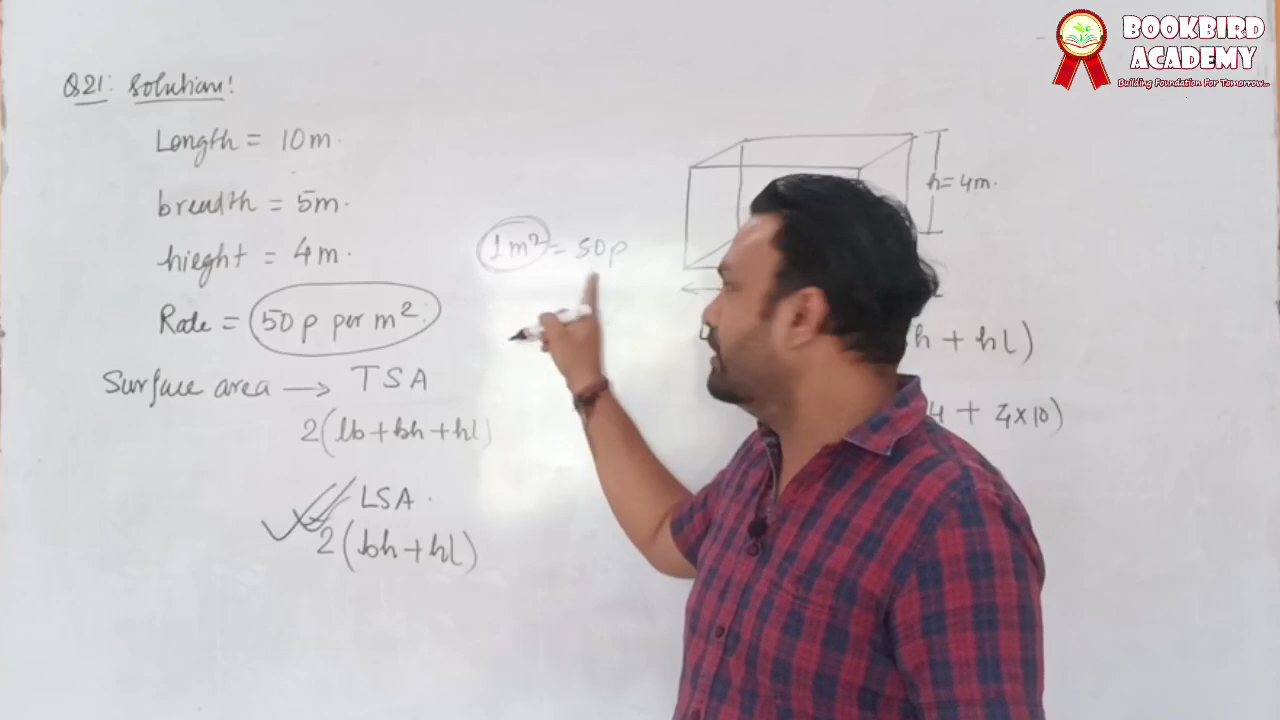 BOOKBIRD
ACADEMY
Building Foundation For Tomorrow..
Q21: Solution:
Length = 10m.
breadth = 5m.
hieght = 4m.
Rate = 50p per m²
Surface area → TSA
2(lb+bh+hl)
LSA.
2(bh+hl)
1m² = 50p
h=4m.
h + hl)
4 + 4×10)